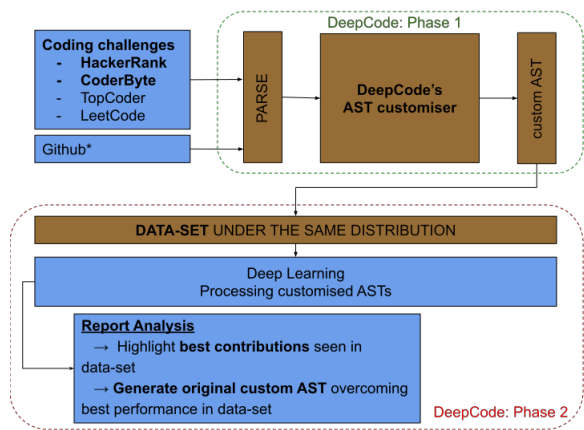 DeepCode: Phase 1
Coding challenges
- HackerRank
- CoderByte
- TopCoder
- LeetCode
Github*
PARSE
DeepCode's
AST customiser
custom AST
DATA-SET UNDER THE SAME DISTRIBUTION
Deep Learning
Processing customised ASTs
Report Analysis
→ Highlight best contributions seen in
data-set
→ Generate original custom AST overcoming
best performance in data-set
DeepCode: Phase 2